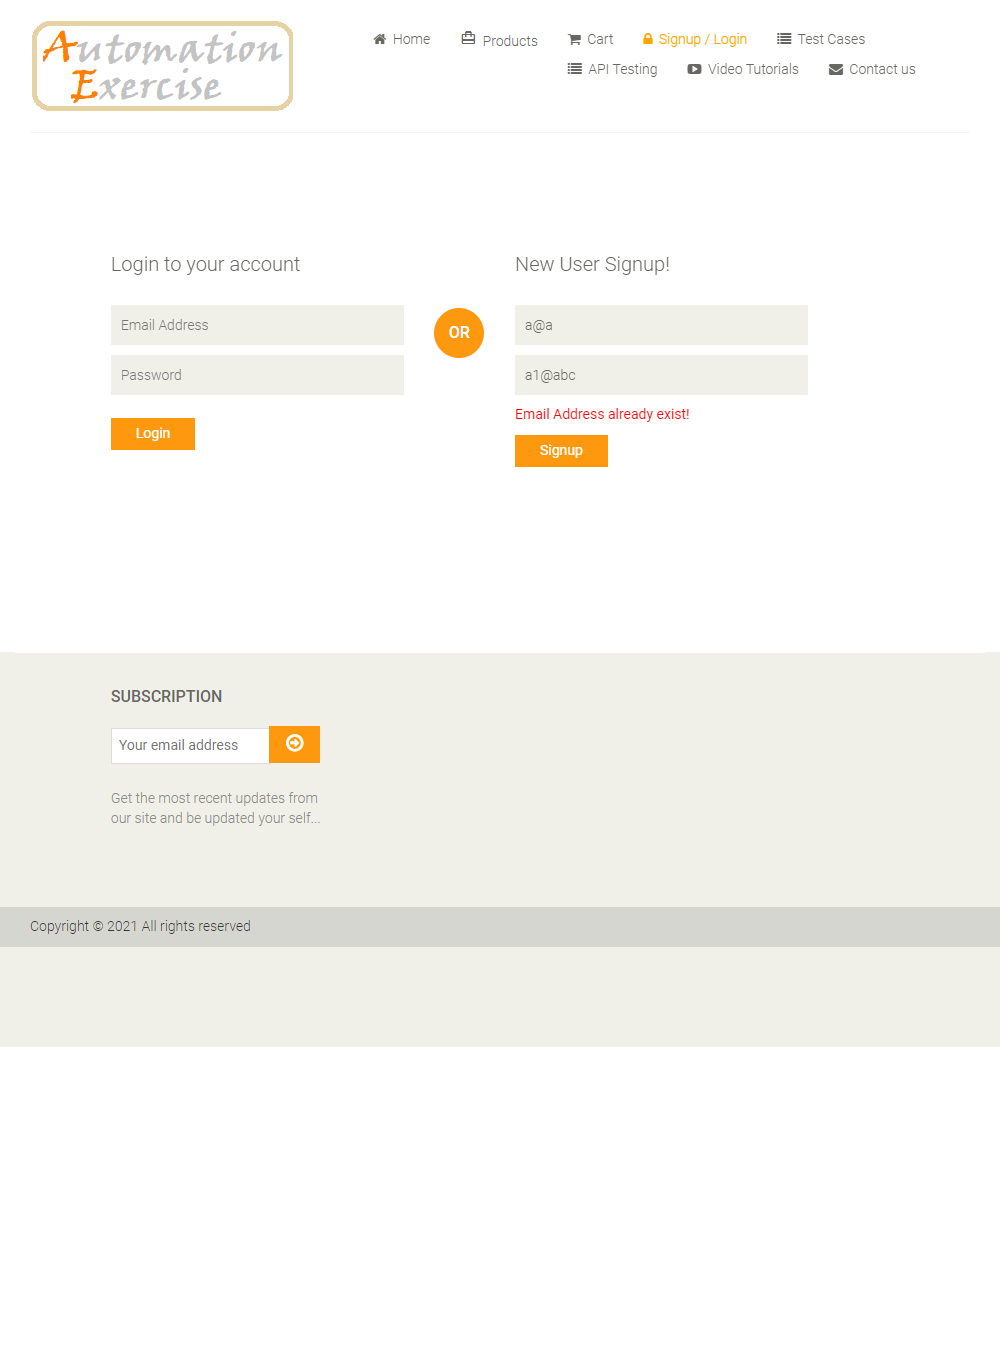 Automation
Exercise
Home Products Cart Signup / Login Test Cases
API Testing Video Tutorials Contact us
Login to your account
Email Address
Password
Login
OR
New User Signup!
a@a
a1@abc
Email Address already exist!
Signup
SUBSCRIPTION
Your email address
Get the most recent updates from
our site and be updated your self...
Copyright © 2021 All rights reserved